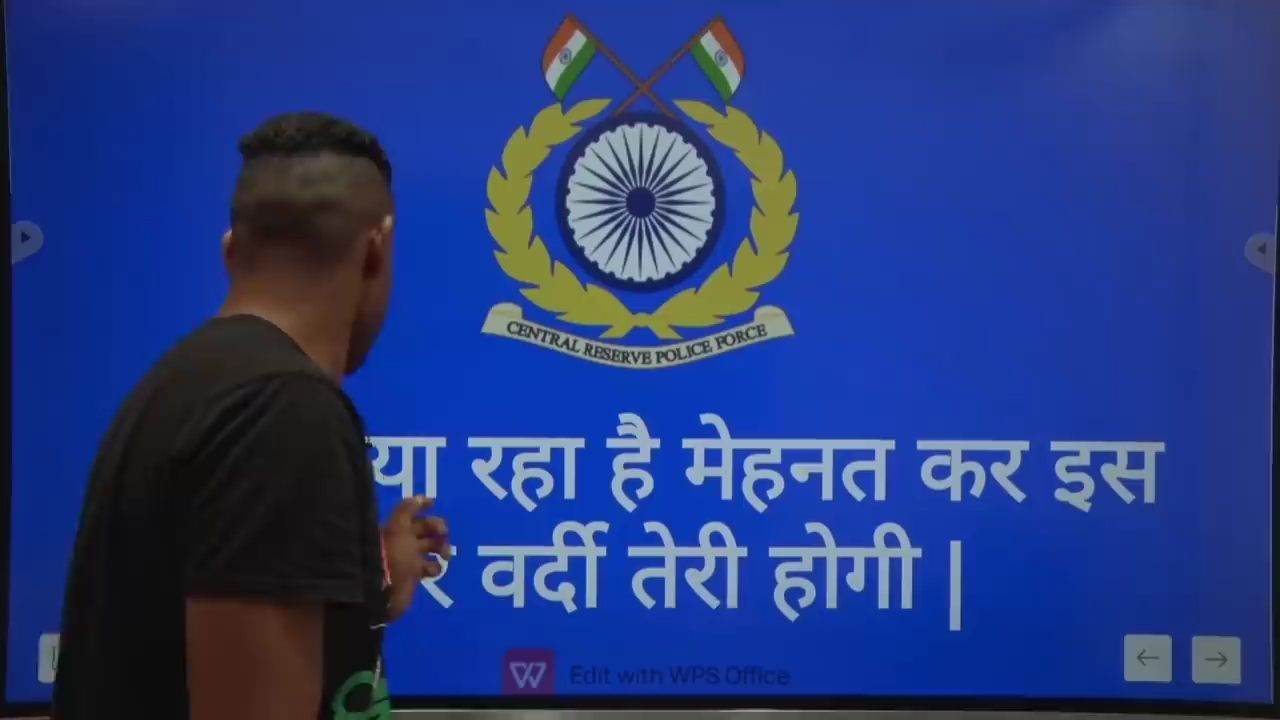 CENTRAL RESERVE POLICE FORCE
रहा है मेहनत कर इस
वर्दी तेरी होगी |
Edit with WPS Office